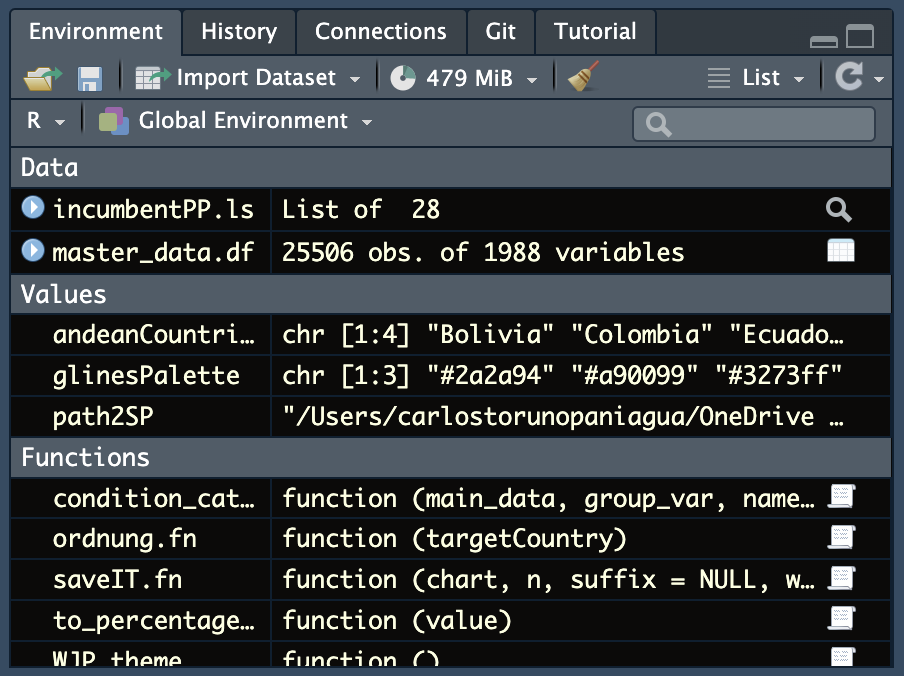 Environment History Connections Git Tutorial
Import Dataset 479 MiB List
R Global Environment
Data
incumbentPP.ls List of  28
master_data.df 25506 obs. of 1988 variables
Values
andeanCountri… chr [1:4] "Bolivia" "Colombia" "Ecuado…
glinesPalette chr [1:3] "#2a2a94" "#a90099" "#3273ff"
path2SP "/Users/carlostorunopaniagua/OneDrive …
Functions
condition_cat… function (main_data, group_var, name…
ordnung.fn function (targetCountry)
saveIT.fn function (chart, n, suffix = NULL, w…
to_percentage… function (value)
WJP_theme function ()